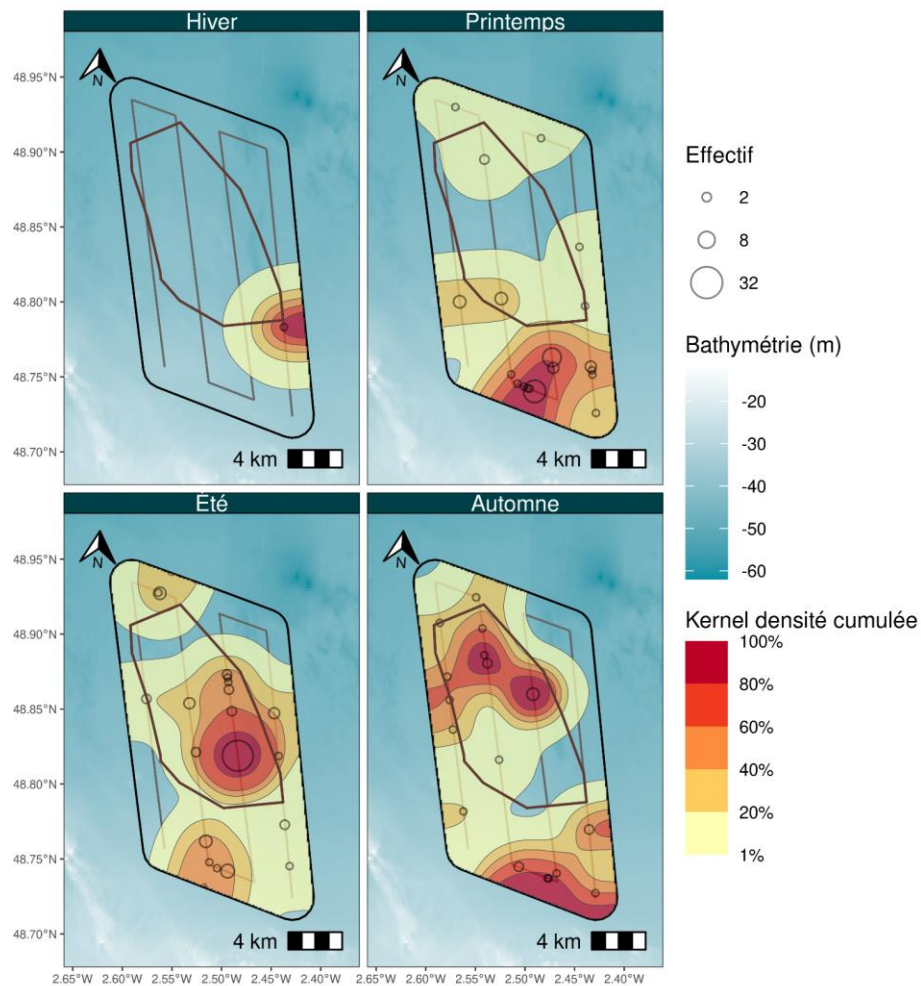 Hiver
Printemps
48.95°N
48.90°N
48.85°N
48.80°N
48.75°N
48.70°N
N
N
4 km
4 km
Été
Automne
48.95°N
48.90°N
48.85°N
48.80°N
48.75°N
48.70°N
N
N
4 km
4 km
2.65°W 2.60°W 2.55°W 2.50°W 2.45°W 2.40°W
2.65°W 2.60°W 2.55°W 2.50°W 2.45°W 2.40°W
Effectif
2
8
32
Bathymétrie (m)
-20
-30
-40
-50
-60
Kernel densité cumulée
100%
80%
60%
40%
20%
1%